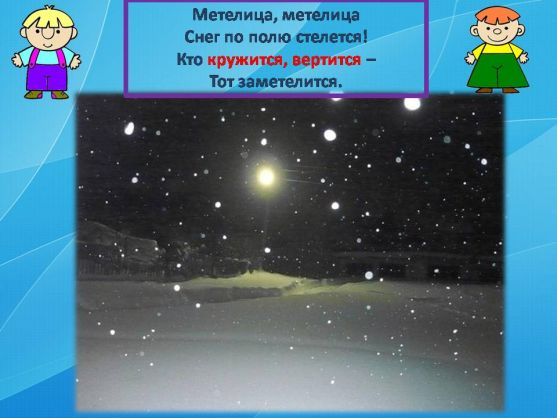 Метелица, метелица
Снег по полю стелется!
Кто кружится, вертится –
Тот заметелится.